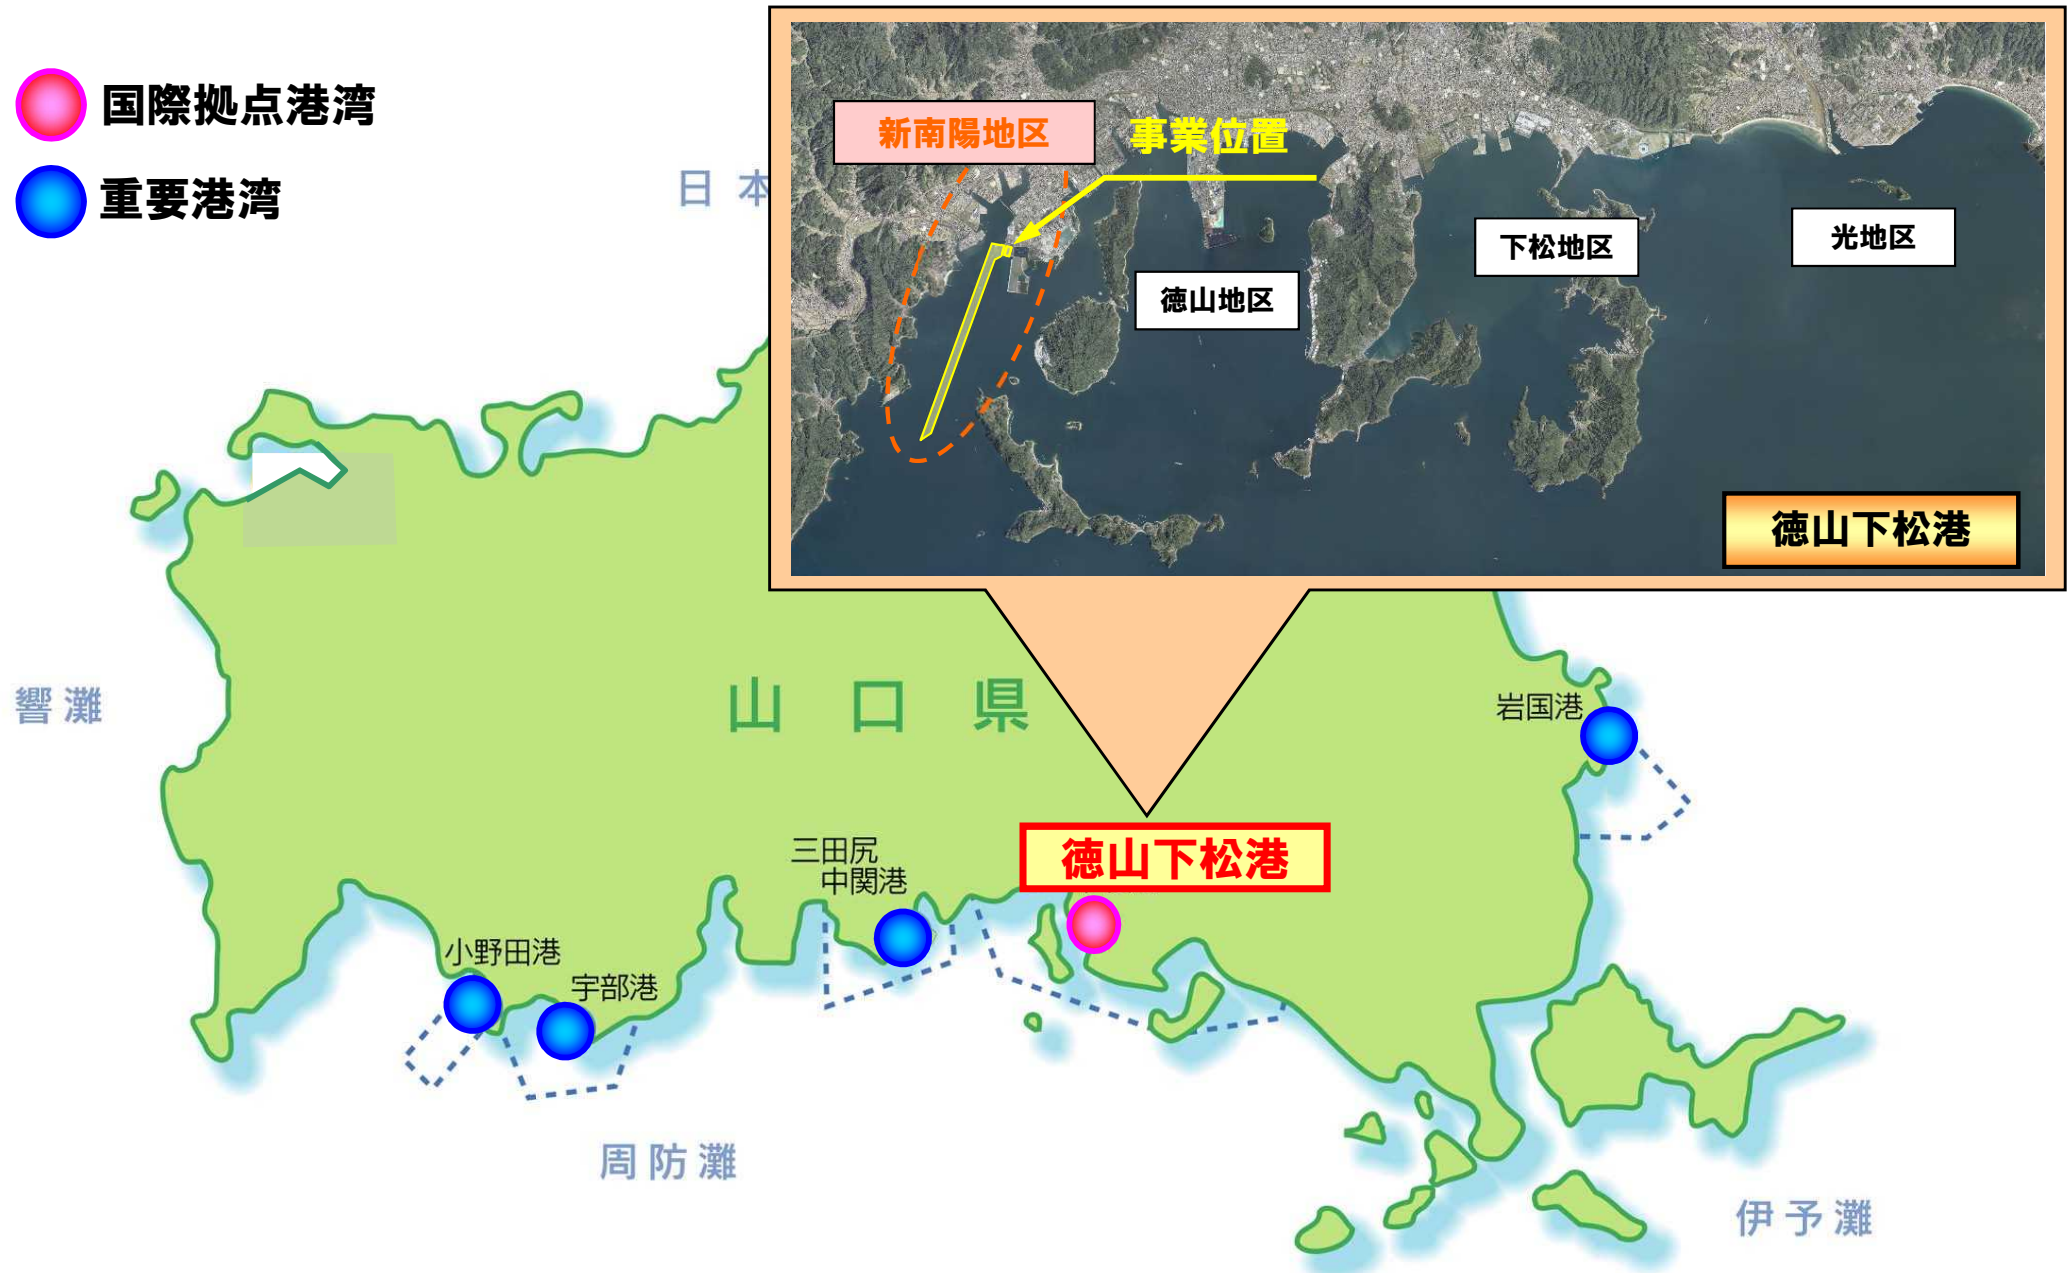 国際拠点港湾
重要港湾
日本
新南陽地区
事業位置
徳山地区
下松地区
光地区
徳山下松港
響灘
山口県
岩国港
三田尻
中関港
徳山下松港
小野田港
宇部港
周防灘
伊予灘